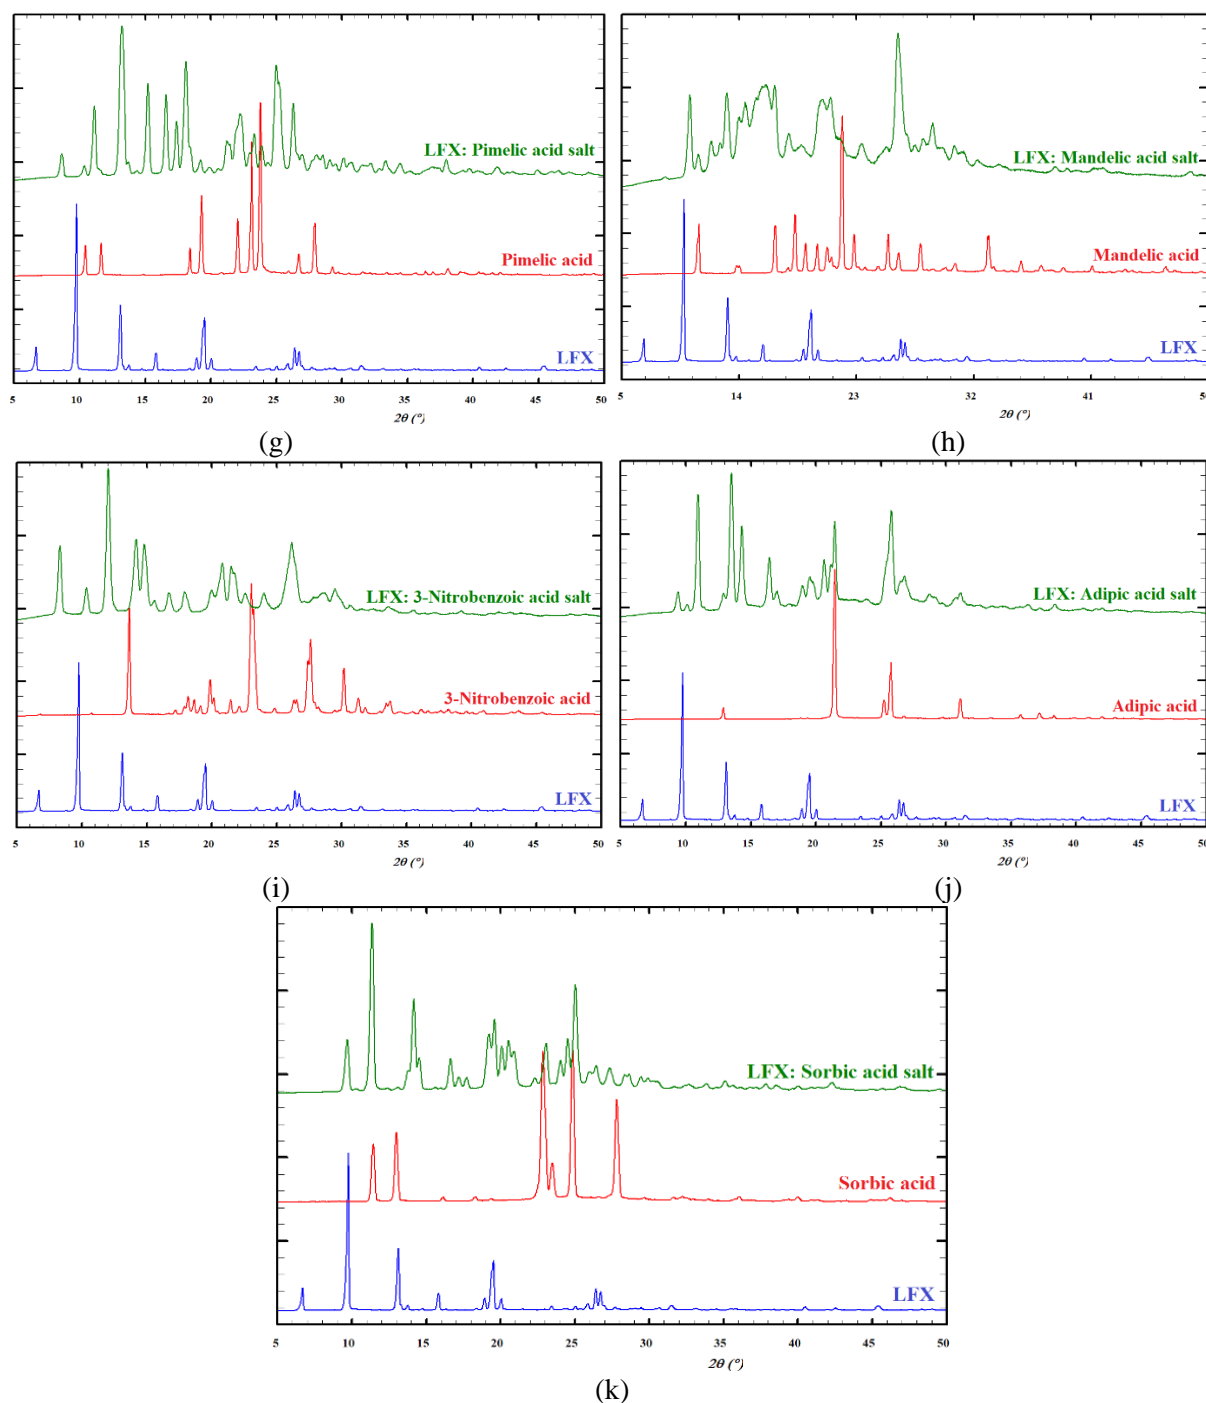 LFX: Pimelic acid salt
Pimelic acid
LFX
5 10 15 20 25 30 35 40 45 50
2θ (°)
(g)
LFX: Mandelic acid salt
Mandelic acid
LFX
5 14 23 32 41 50
2θ (°)
(h)
LFX: 3-Nitrobenzoic acid salt
3-Nitrobenzoic acid
LFX
5 10 15 20 25 30 35 40 45 50
2θ (°)
(i)
LFX: Adipic acid salt
Adipic acid
LFX
5 10 15 20 25 30 35 40 45 50
2θ (°)
(j)
LFX: Sorbic acid salt
Sorbic acid
LFX
5 10 15 20 25 30 35 40 45 50
2θ (°)
(k)